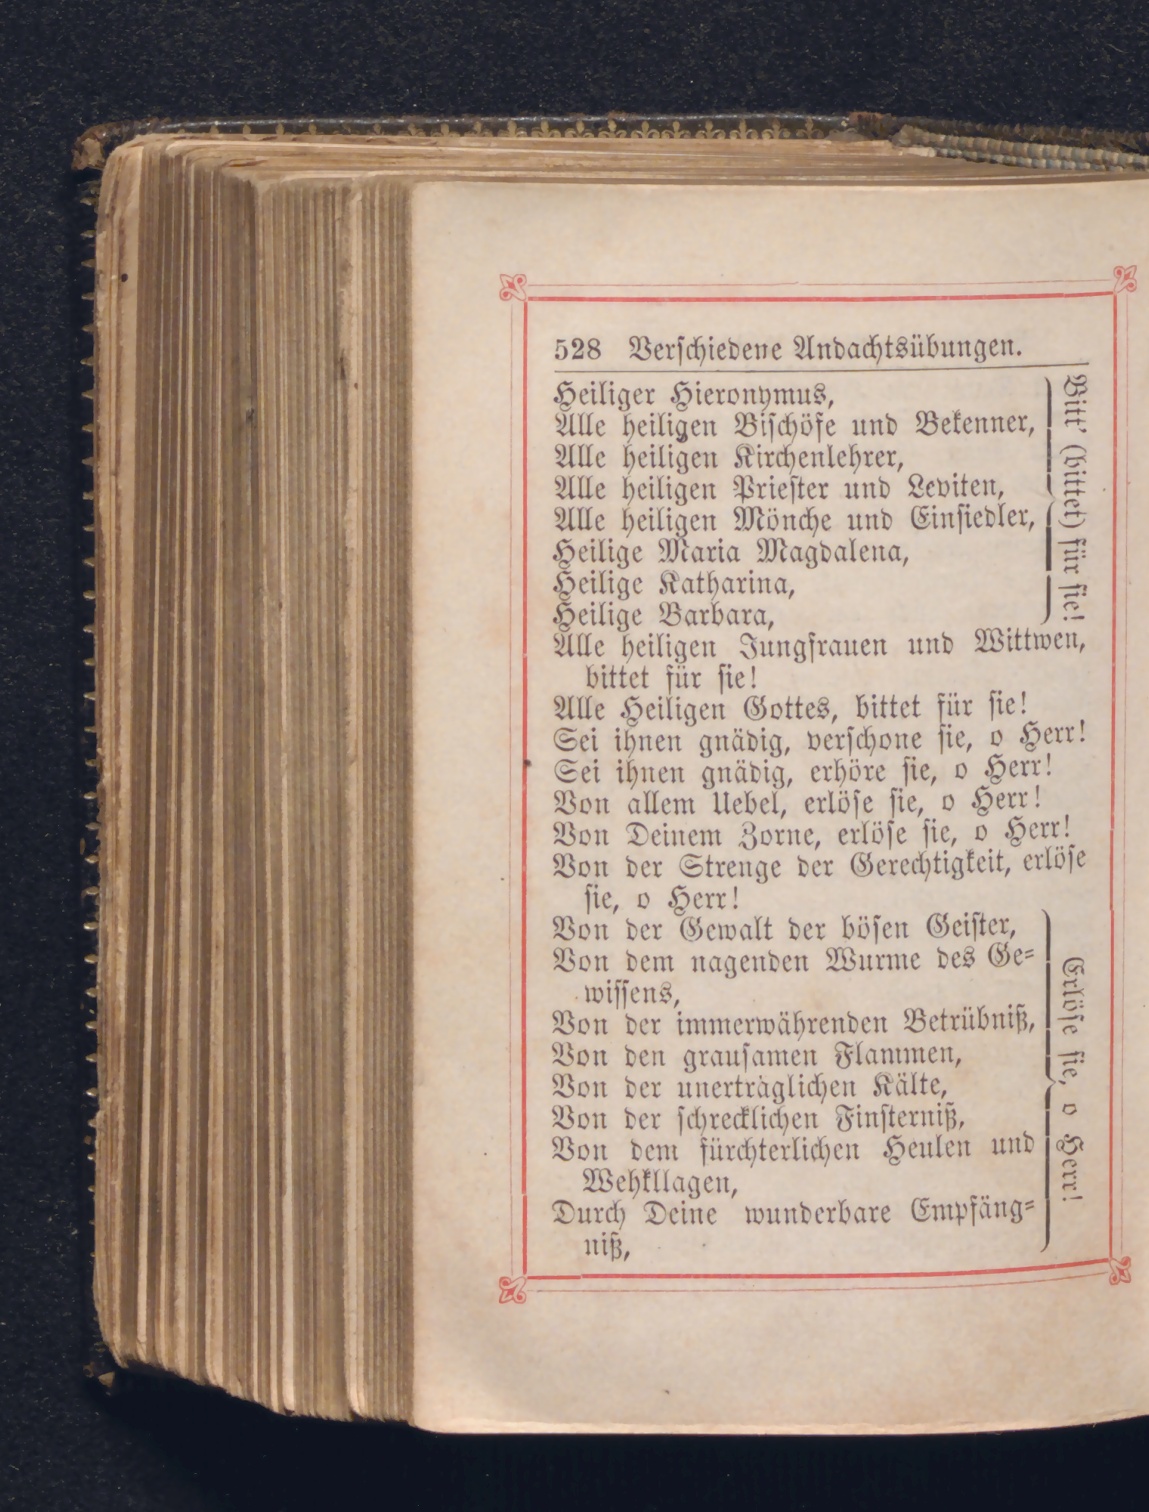 528 Verschiedene Andachtsübungen.
Heiliger Hieronymus,
Alle heiligen Bischöfe und Bekenner,
Alle heiligen Kirchenlehrer,
Alle heiligen Priester und Leviten,
Alle heiligen Mönche und Einsiedler,
Heilige Maria Magdalena,
Heilige Katharina,
Heilige Barbara,
Bitt' (bittet) für sie!
Alle heiligen Jungfrauen und Wittwen,
bittet für sie!
Alle Heiligen Gottes, bittet für sie!
Sei ihnen gnädig, verschone sie, o Herr!
Sei ihnen gnädig, erhöre sie, o Herr!
Von allem Uebel, erlöse sie, o Herr!
Von Deinem Zorne, erlöse sie, o Herr!
Von der Strenge der Gerechtigkeit, erlöse
sie, o Herr!
Von der Gewalt der bösen Geister,
Von dem nagenden Wurme des Ge-
wissens,
Von der immerwährenden Betrübniß,
Von den grausamen Flammen,
Von der unerträglichen Kälte,
Von der schrecklichen Finsterniß,
Von dem fürchterlichen Heulen und
Wehkllagen,
Durch Deine wunderbare Empfäng-
niß,
Erlöse sie, o Herr!